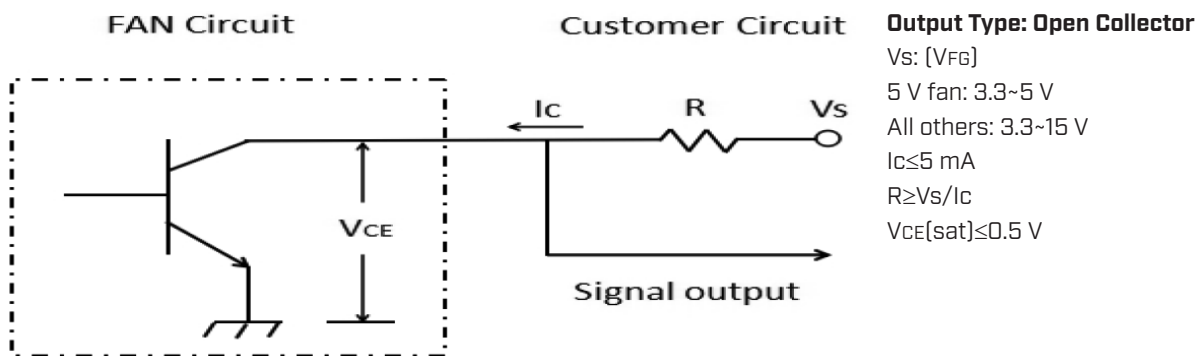 FAN Circuit
Customer Circuit
Ic
R
Vs
VCE
Signal output
Output Type: Open Collector
Vs: (VFG)
5 V fan: 3.3~5 V
All others: 3.3~15 V
Ic≤5 mA
R≥Vs/Ic
VCE(sat)≤0.5 V